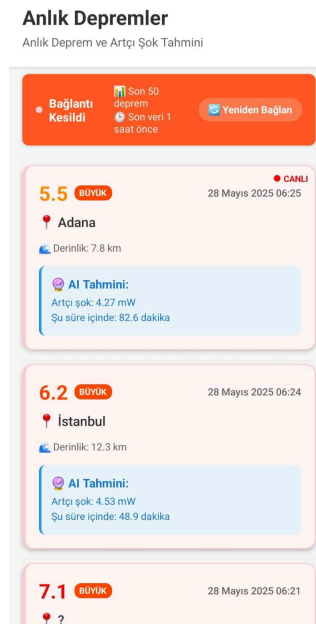 Anlık Depremler
Anlık Deprem ve Artçı Şok Tahmini
Bağlantı
Kesildi
📊 Son 50
deprem
🕒 Son veri 1
saat önce
🔄 Yeniden Bağlan
CANLI
5.5 BÜYÜK 28 Mayıs 2025 06:25
📍 Adana
🌊 Derinlik: 7.8 km
🔮 AI Tahmini:
Artçı şok: 4.27 mW
Şu süre içinde: 82.6 dakika
6.2 BÜYÜK 28 Mayıs 2025 06:24
📍 İstanbul
🌊 Derinlik: 12.3 km
🔮 AI Tahmini:
Artçı şok: 4.53 mW
Şu süre içinde: 48.9 dakika
7.1 BÜYÜK 28 Mayıs 2025 06:21
📍 ?